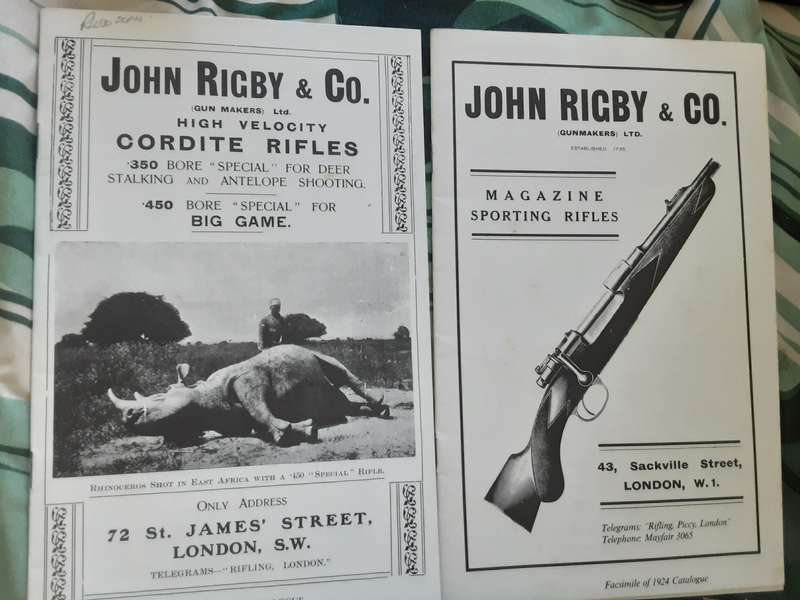 JOHN RIGBY & CO.
(GUN MAKERS) Ltd.
HIGH VELOCITY
CORDITE RIFLES
·350 BORE "SPECIAL" FOR DEER
STALKING AND ANTELOPE SHOOTING.
·450 BORE "SPECIAL" FOR
BIG GAME.
RHINOCEROS SHOT IN EAST AFRICA WITH A ·450 "SPECIAL" RIFLE.
ONLY ADDRESS
72 St. JAMES' STREET,
LONDON, S.W.
TELEGRAMS—"RIFLING, LONDON."
JOHN RIGBY & CO.
(GUNMAKERS) LTD.
ESTABLISHED 1735
MAGAZINE
SPORTING RIFLES
43, Sackville Street,
LONDON, W.1.
Telegrams: "Rifling, Piccy, London"
Telephone: Mayfair 3065
Facsimile of 1924 Catalogue